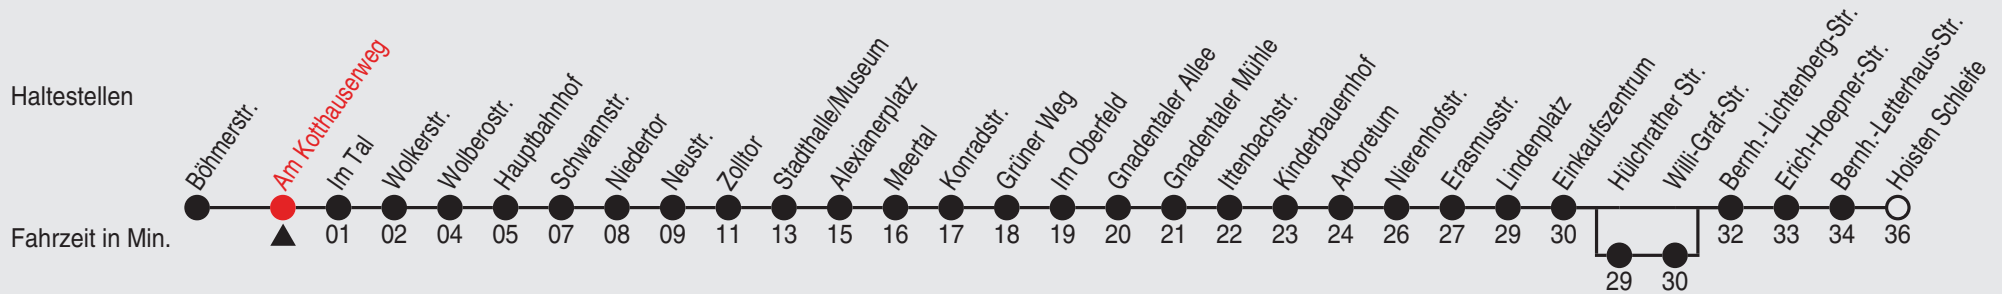 Haltestellen
Böhmerstr.
Am Kotthauserweg
Im Tal
Wolkerstr.
Wolberostr.
Hauptbahnhof
Schwannstr.
Niedertor
Neustr.
Zolltor
Stadthalle/Museum
Alexianerplatz
Meertal
Konradstr.
Grüner Weg
Im Oberfeld
Gnadentaler Allee
Gnadentaler Mühle
Ittenbachstr.
Kinderbauernhof
Arboretum
Nierenhofstr.
Erasmusstr.
Lindenplatz
Einkaufszentrum
Hülchrather Str.
Willi-Graf-Str.
Bernh.-Lichtenberg-Str.
Erich-Hoepner-Str.
Bernh.-Letterhaus-Str.
Hoisten Schleife
Fahrzeit in Min.
01 02 04 05 07 08 09 11 13 15 16 17 18 19 20 21 22 23 24 26 27 29 30 32 33 34 36
29 30